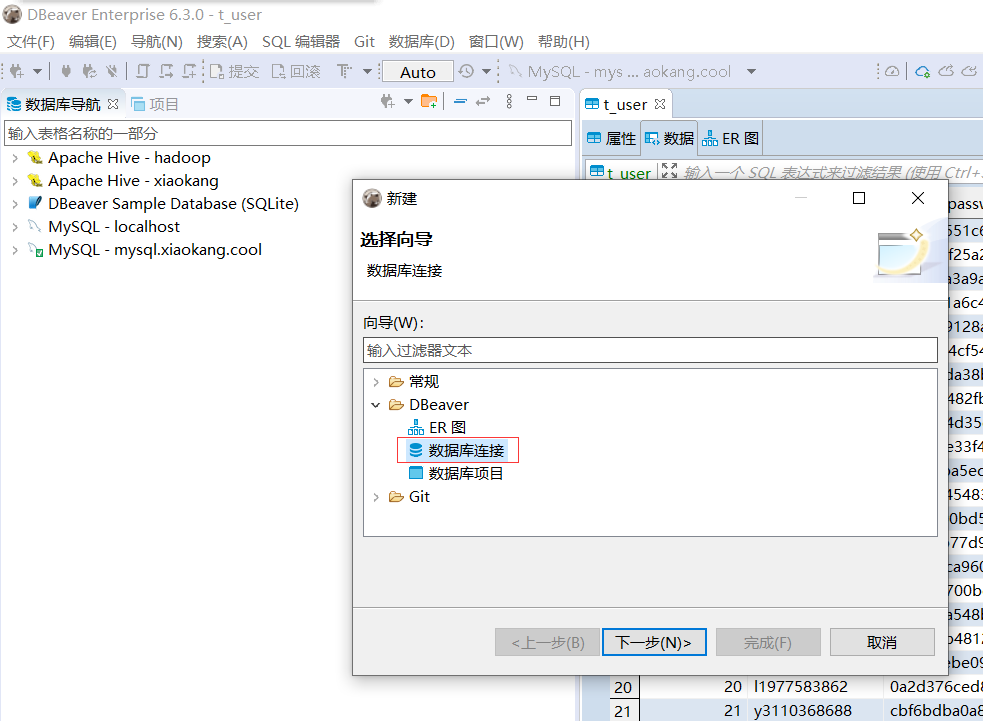 DBeaver Enterprise 6.3.0 - t_user
文件(F) 编辑(E) 导航(N) 搜索(A) SQL 编辑器 Git 数据库(D) 窗口(W) 帮助(H)
提交 回滚 Auto MySQL - mys ... aokang.cool
数据库导航 项目
t_user
输入表格名称的一部分
属性 数据 ER 图
t_user 输入一个 SQL 表达式来过滤结果 (使用 Ctrl+
Apache Hive - hadoop
Apache Hive - xiaokang
DBeaver Sample Database (SQLite)
MySQL - localhost
MySQL - mysql.xiaokang.cool
新建
选择向导
数据库连接
向导(W):
输入过滤器文本
常规
DBeaver
ER 图
数据库连接
数据库项目
Git
<上一步(B) 下一步(N)> 完成(F) 取消
passw
551c6
f25a2
a3a9a
1a6c4
9128a
4cf54
da38b
482fb
4d35
e33f4
ba5ec
45483
0bd5
b77d9
ca960
700b
a548b
b4812
ebe09
20 20 l1977583862 0a2d376ced8
21 21 y3110368688 cbf6bdba0a8